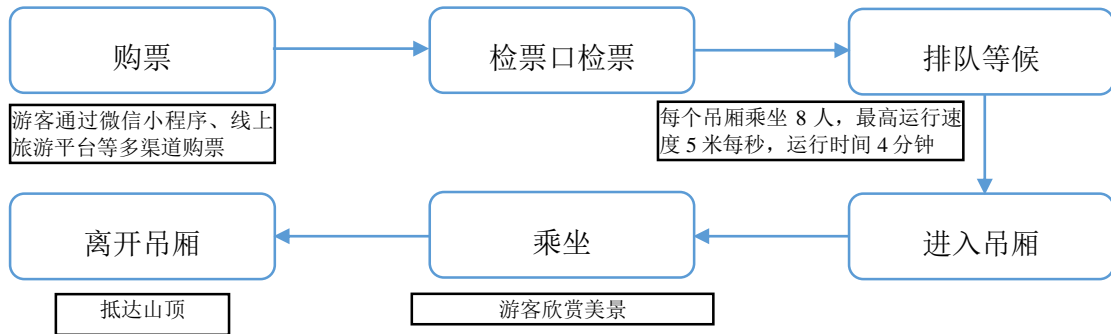 购票
检票口检票
排队等候
游客通过微信小程序、线上
旅游平台等多渠道购票
每个吊厢乘坐 8 人，最高运行速
度 5 米每秒，运行时间 4 分钟
离开吊厢
乘坐
进入吊厢
抵达山顶
游客欣赏美景